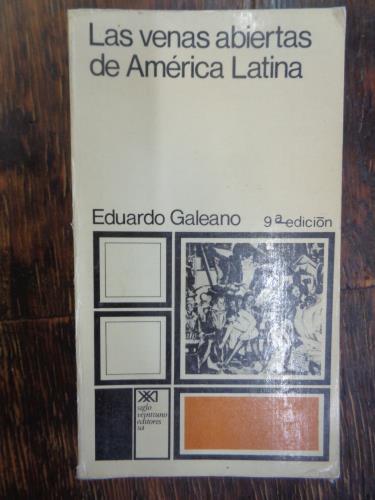 Las venas abiertas
de América Latina
Eduardo Galeano 9ª edición
siglo
veintiuno
editores
sa